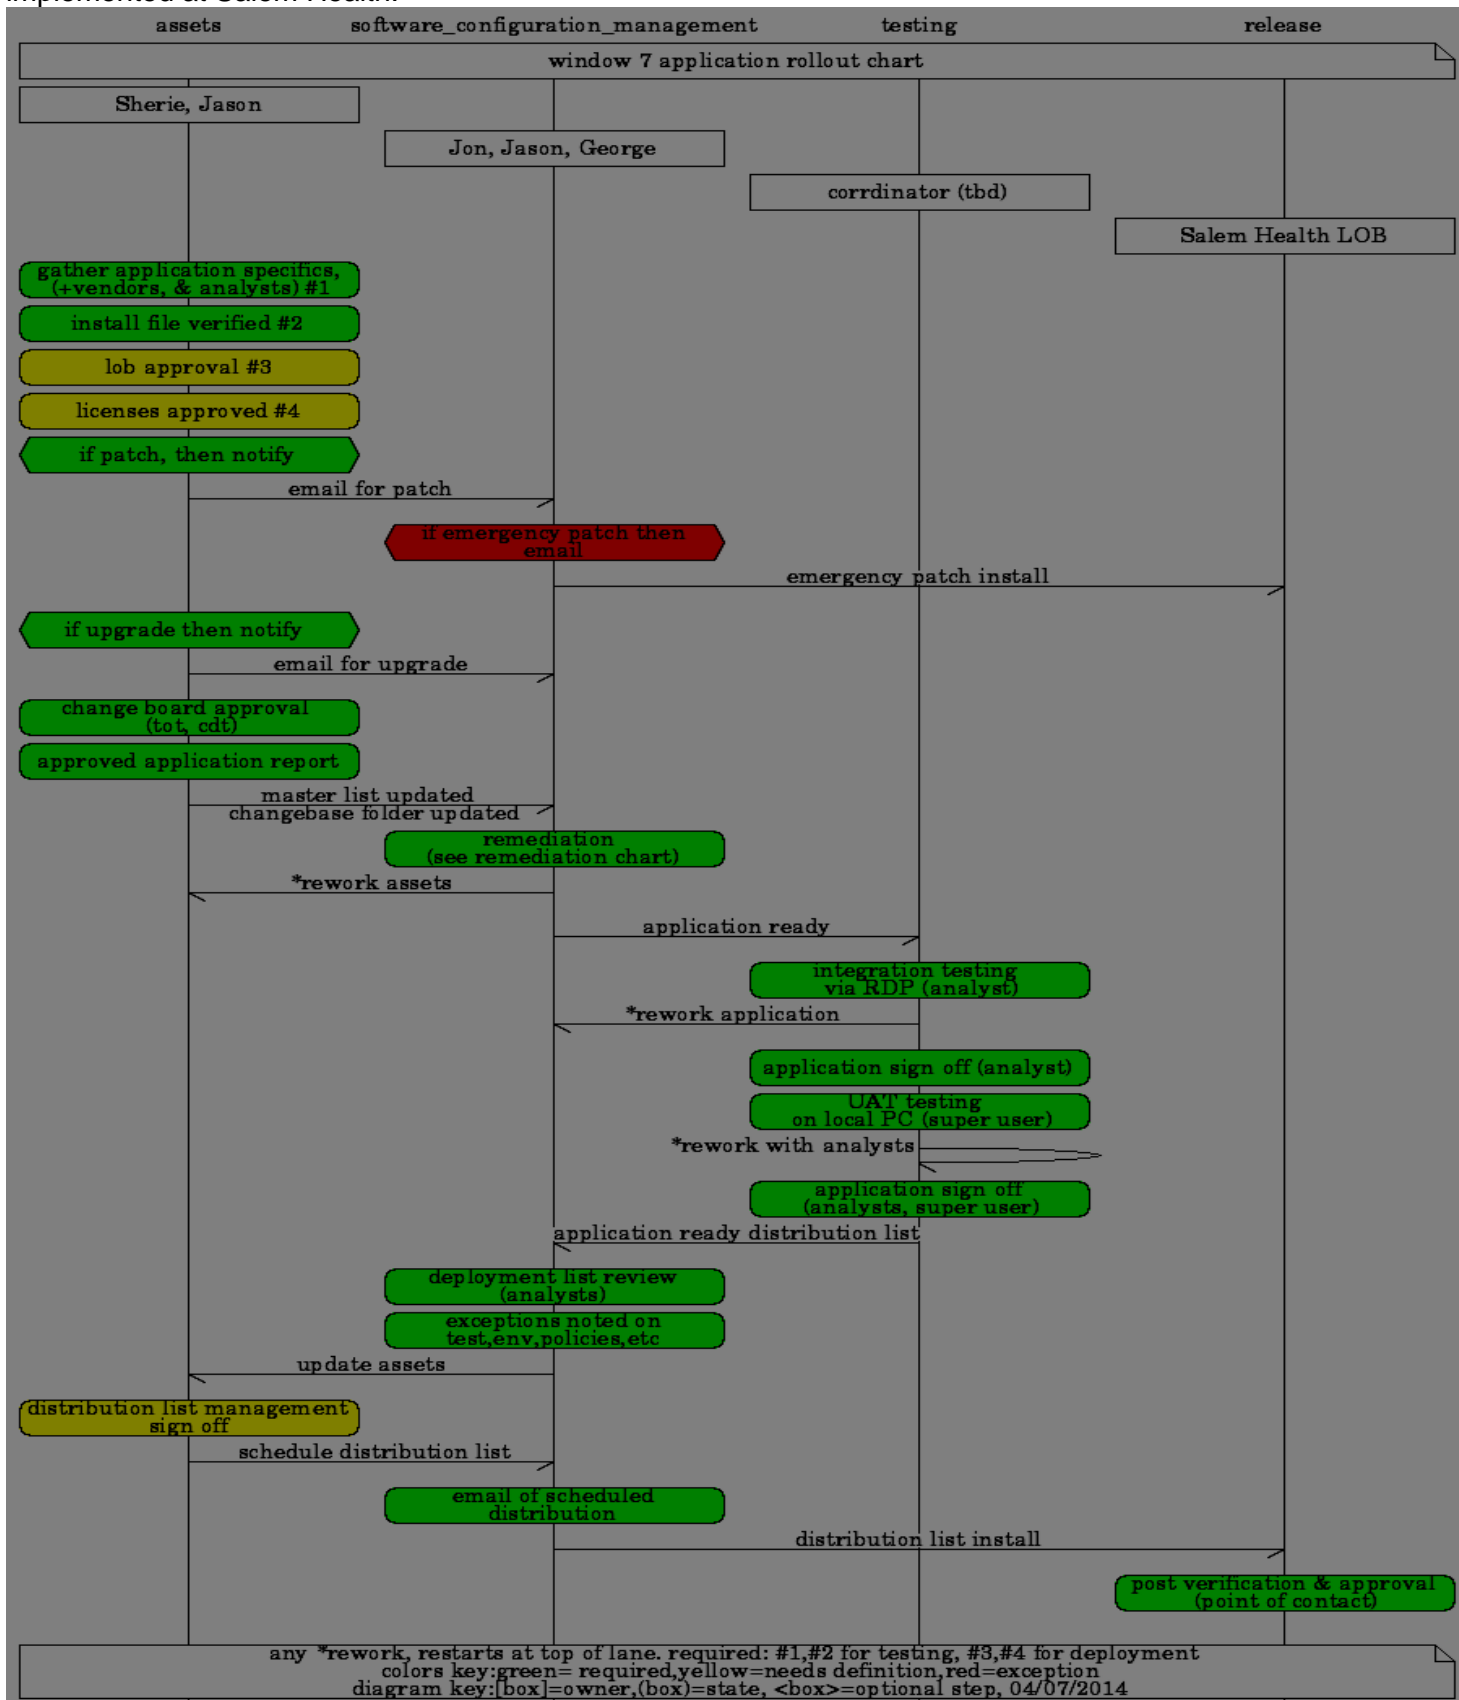 implemented at Salem Health.
assets software_configuration_management testing release
window 7 application rollout chart
Sherie, Jason
Jon, Jason, George
corrdinator (tbd)
Salem Health LOB
gather application specifics,
(+vendors, & analysts) #1
install file verified #2
lob approval #3
licenses approved #4
if patch, then notify
email for patch
if emergency patch then
email
emergency patch install
if upgrade then notify
email for upgrade
change board approval
(tot, cdt)
approved application report
master list updated
changebase folder updated
remediation
(see remediation chart)
*rework assets
application ready
integration testing
via RDP (analyst)
*rework application
application sign off (analyst)
UAT testing
on local PC (super user)
*rework with analysts
application sign off
(analysts, super user)
application ready distribution list
deployment list review
(analysts)
exceptions noted on
test,env,policies,etc
update assets
distribution list management
sign off
schedule distribution list
email of scheduled
distribution
distribution list install
post verification & approval
(point of contact)
any *rework, restarts at top of lane. required: #1,#2 for testing, #3,#4 for deployment
colors key:green= required,yellow=needs definition,red=exception
diagram key:[box]=owner,(box)=state, <box>=optional step, 04/07/2014